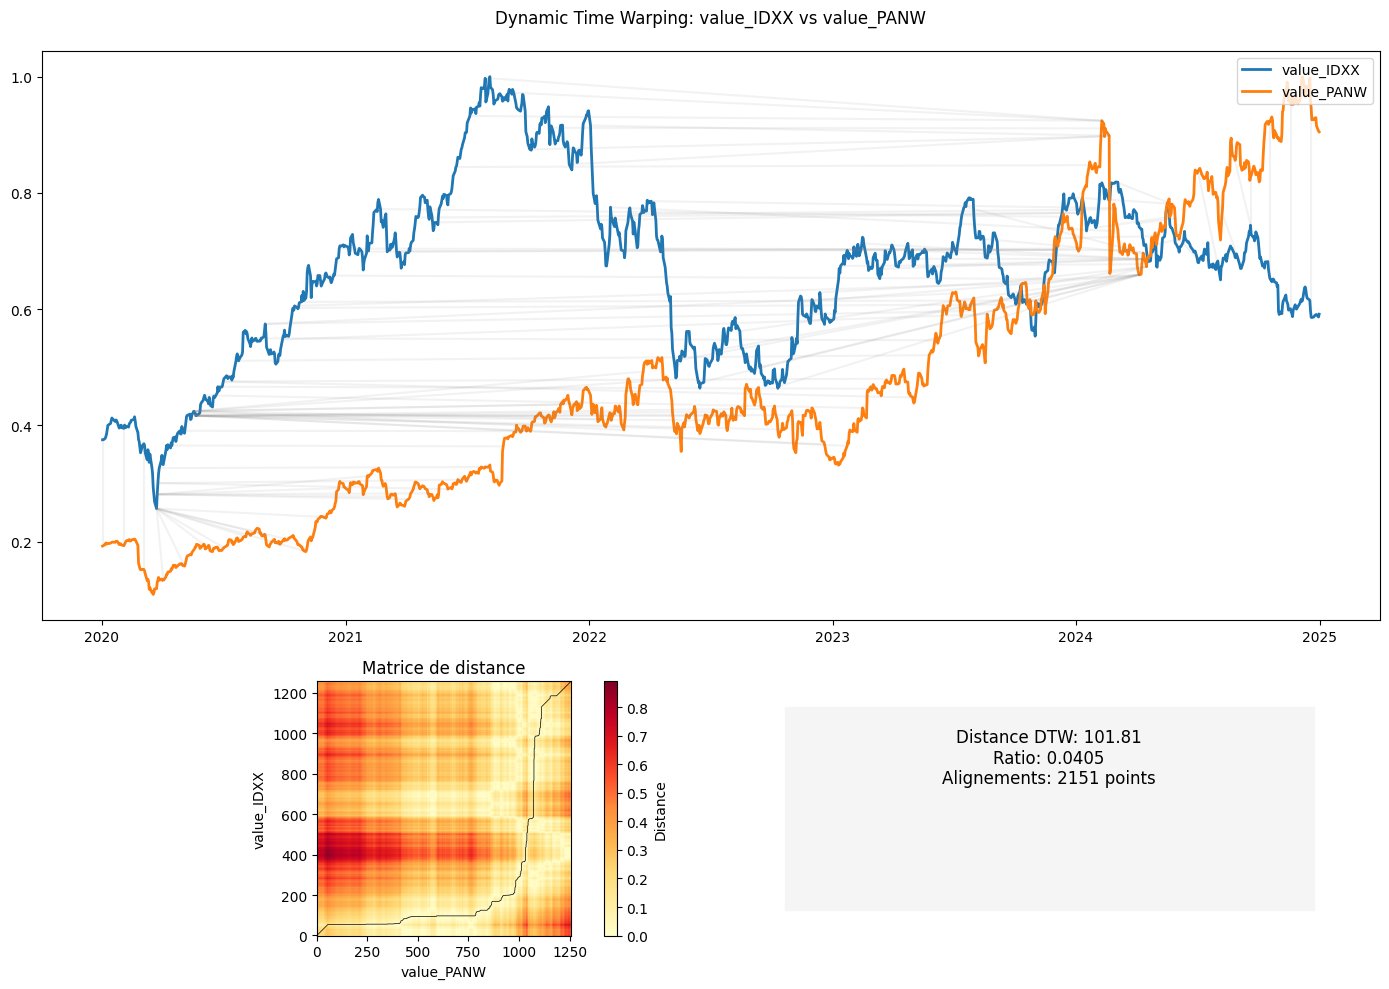 Dynamic Time Warping: value_IDXX vs value_PANW
value_IDXX
value_PANW
1.0
0.8
0.6
0.4
0.2
2020 2021 2022 2023 2024 2025
Matrice de distance
value_IDXX
1200
1000
800
600
400
200
0
0 250 500 750 1000 1250
value_PANW
0.8
0.7
0.6
0.5
0.4
0.3
0.2
0.1
0.0
Distance
Distance DTW: 101.81
Ratio: 0.0405
Alignements: 2151 points